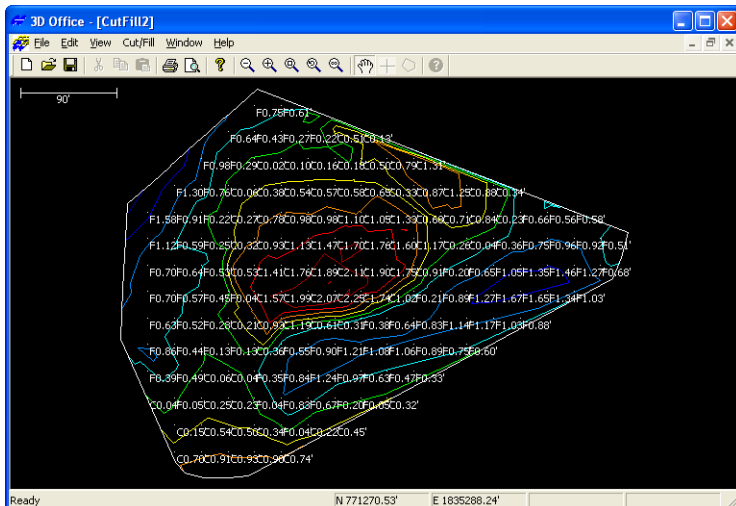 3D Office - [CutFill2]
File Edit View Cut/Fill Window Help
90'
F0.75F0.61'
F0.64F0.43F0.27F0.22C0.51C0.13'
F0.98F0.29C0.02C0.10C0.16C0.18C0.50C0.79C1.31'
F1.30F0.76C0.06C0.38C0.54C0.57C0.58C0.65C0.33C0.87C1.25C0.88C0.34'
F1.58F0.91F0.22C0.27C0.78C0.98C0.98C1.10C1.05C1.33C0.66C0.71C0.84C0.23F0.66F0.56F0.58'
F1.12F0.59F0.25C0.32C0.93C1.13C1.47C1.70C1.76C1.60C1.17C0.26C0.04F0.36F0.75F0.96F0.92F0.51'
F0.70F0.64F0.53C0.53C1.41C1.76C1.89C2.11C1.90C1.75C0.91F0.20F0.65F1.05F1.35F1.46F1.27F0.68'
F0.70F0.57F0.45F0.04C1.57C1.99C2.07C2.25C1.74C1.02F0.21F0.89F1.27F1.67F1.65F1.34F1.03'
F0.63F0.52F0.28C0.21C0.93C1.19C0.61C0.31F0.38F0.64F0.83F1.14F1.17F1.03F0.88'
F0.86F0.44F0.13F0.13C0.36F0.55F0.90F1.21F1.08F1.06F0.89F0.75F0.60'
F0.39F0.49C0.06C0.04F0.35F0.84F1.24F0.97F0.63F0.47F0.33'
C0.04F0.05C0.25C0.23F0.04F0.83F0.67F0.20F0.05C0.32'
C0.15C0.54C0.56C0.34F0.04C0.22C0.45'
C0.70C0.91C0.93C0.90C0.74'
Ready N 771270.53' E 1835288.24'